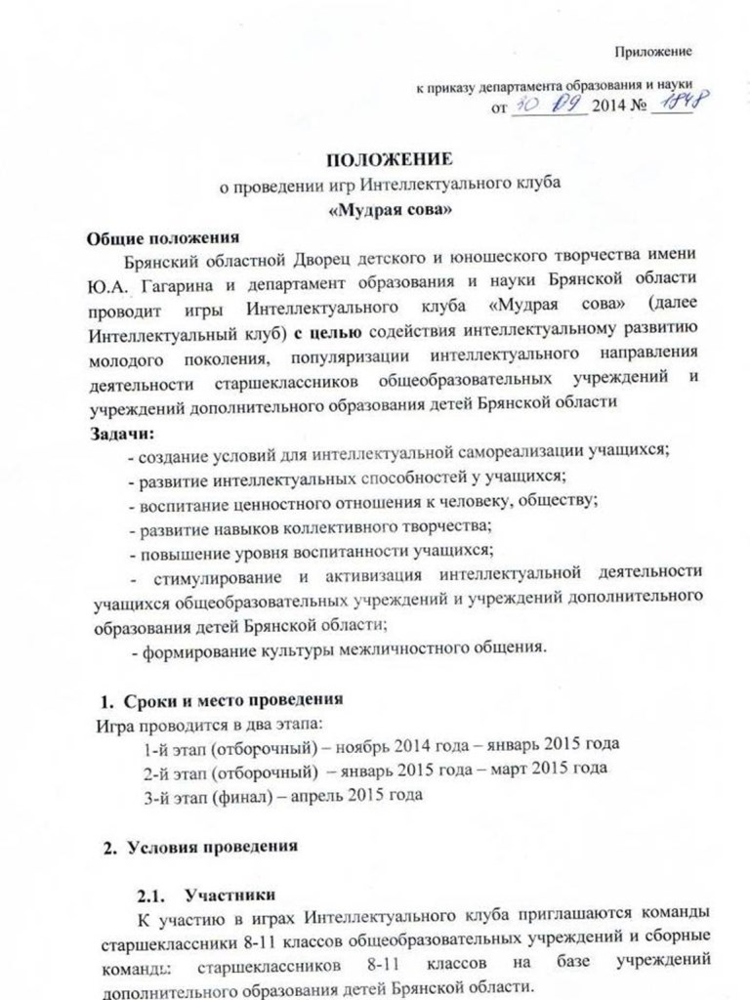 Приложение
к приказу департамента образования и науки
от 30 09 2014 № 1848
ПОЛОЖЕНИЕ
о проведении игр Интеллектуального клуба
«Мудрая сова»
Общие положения
Брянский областной Дворец детского и юношеского творчества имени
Ю.А. Гагарина и департамент образования и науки Брянской области
проводит игры Интеллектуального клуба «Мудрая сова» (далее
Интеллектуальный клуб) с целью содействия интеллектуальному развитию
молодого поколения, популяризации интеллектуального направления
деятельности старшеклассников общеобразовательных учреждений и
учреждений дополнительного образования детей Брянской области
Задачи:
- создание условий для интеллектуальной самореализации учащихся;
- развитие интеллектуальных способностей у учащихся;
- воспитание ценностного отношения к человеку, обществу;
- развитие навыков коллективного творчества;
- повышение уровня воспитанности учащихся;
- стимулирование и активизация интеллектуальной деятельности
учащихся общеобразовательных учреждений и учреждений дополнительного
образования детей Брянской области;
- формирование культуры межличностного общения.
1. Сроки и место проведения
Игра проводится в два этапа:
1-й этап (отборочный) – ноябрь 2014 года – январь 2015 года
2-й этап (отборочный) – январь 2015 года – март 2015 года
3-й этап (финал) – апрель 2015 года
2. Условия проведения
2.1. Участники
К участию в играх Интеллектуального клуба приглашаются команды
старшеклассники 8-11 классов общеобразовательных учреждений и сборные
команды: старшеклассников 8-11 классов на базе учреждений
дополнительного образования детей Брянской области.